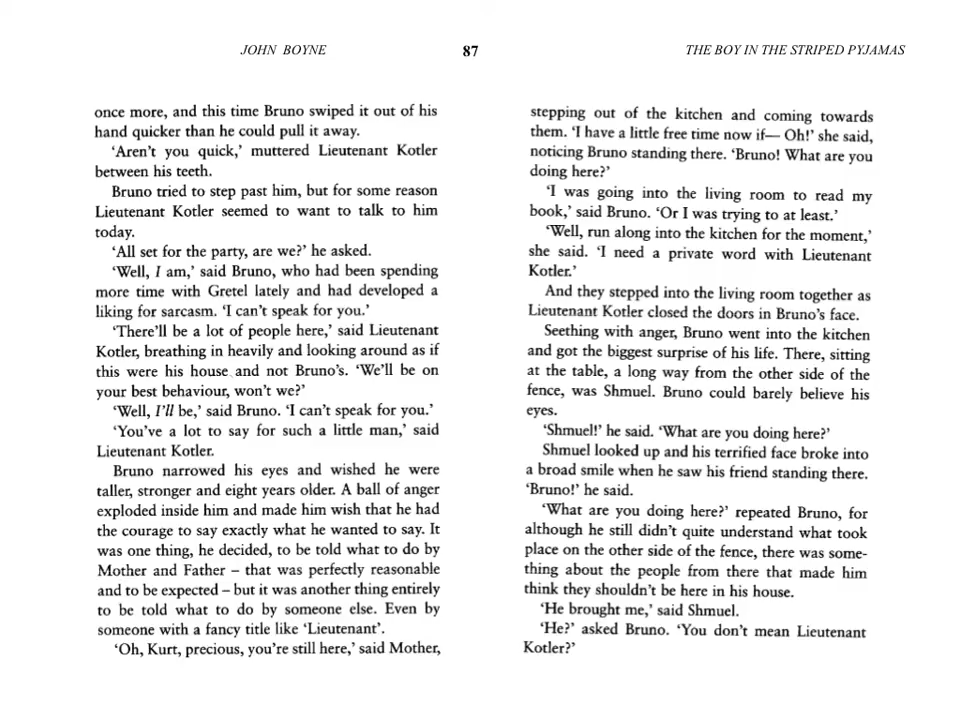 JOHN BOYNE
87
THE BOY IN THE STRIPED PYJAMAS
once more, and this time Bruno swiped it out of his
hand quicker than he could pull it away.
‘Aren’t you quick,’ muttered Lieutenant Kotler
between his teeth.
Bruno tried to step past him, but for some reason
Lieutenant Kotler seemed to want to talk to him
today.
‘All set for the party, are we?’ he asked.
‘Well, I am,’ said Bruno, who had been spending
more time with Gretel lately and had developed a
liking for sarcasm. ‘I can’t speak for you.’
‘There’ll be a lot of people here,’ said Lieutenant
Kotler, breathing in heavily and looking around as if
this were his house and not Bruno’s. ‘We’ll be on
your best behaviour, won’t we?’
‘Well, I’ll be,’ said Bruno. ‘I can’t speak for you.’
‘You’ve a lot to say for such a little man,’ said
Lieutenant Kotler.
Bruno narrowed his eyes and wished he were
taller, stronger and eight years older. A ball of anger
exploded inside him and made him wish that he had
the courage to say exactly what he wanted to say. It
was one thing, he decided, to be told what to do by
Mother and Father – that was perfectly reasonable
and to be expected – but it was another thing entirely
to be told what to do by someone else. Even by
someone with a fancy title like ‘Lieutenant’.
‘Oh, Kurt, precious, you’re still here,’ said Mother,
stepping out of the kitchen and coming towards
them. ‘I have a little free time now if— Oh!’ she said,
noticing Bruno standing there. ‘Bruno! What are you
doing here?’
‘I was going into the living room to read my
book,’ said Bruno. ‘Or I was trying to at least.’
‘Well, run along into the kitchen for the moment,’
she said. ‘I need a private word with Lieutenant
Kotler.’
And they stepped into the living room together as
Lieutenant Kotler closed the doors in Bruno’s face.
Seething with anger, Bruno went into the kitchen
and got the biggest surprise of his life. There, sitting
at the table, a long way from the other side of the
fence, was Shmuel. Bruno could barely believe his
eyes.
‘Shmuel!’ he said. ‘What are you doing here?’
Shmuel looked up and his terrified face broke into
a broad smile when he saw his friend standing there.
‘Bruno!’ he said.
‘What are you doing here?’ repeated Bruno, for
although he still didn’t quite understand what took
place on the other side of the fence, there was some-
thing about the people from there that made him
think they shouldn’t be here in his house.
‘He brought me,’ said Shmuel.
‘He?’ asked Bruno. ‘You don’t mean Lieutenant
Kotler?’